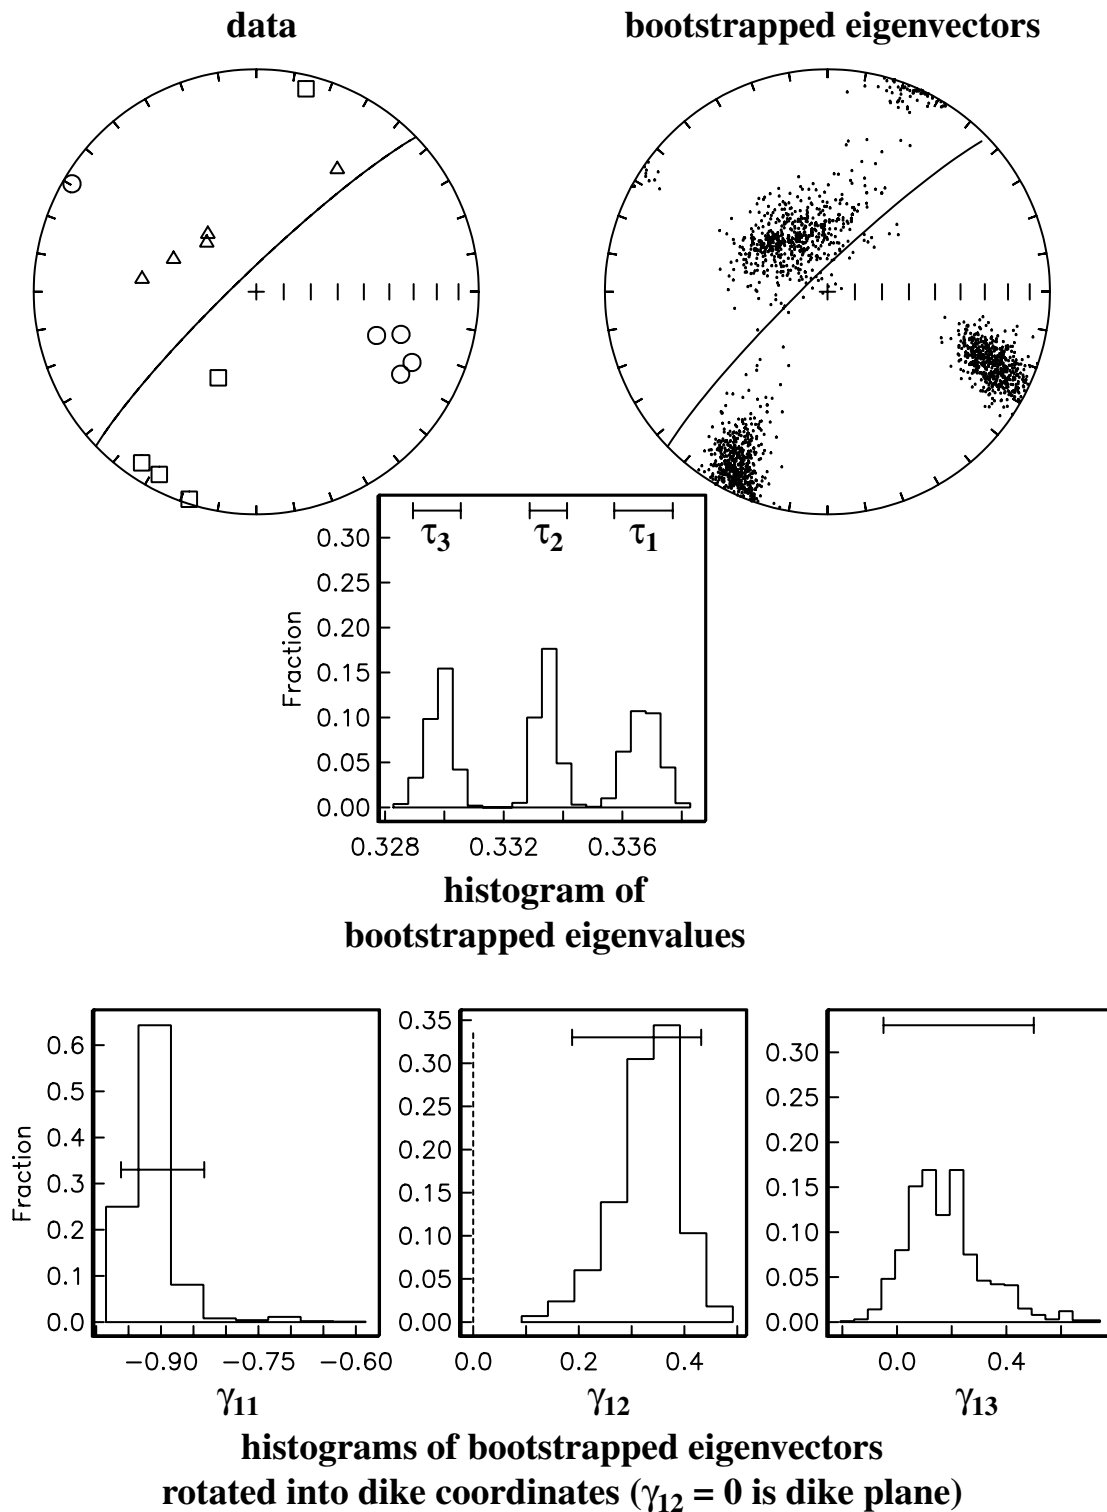 data
bootstrapped eigenvectors
τ3 τ2 τ1
0.30
0.25
0.20
0.15
0.10
0.05
0.00
Fraction
0.328 0.332 0.336
histogram of
bootstrapped eigenvalues
0.6
0.5
0.4
0.3
0.2
0.1
0.0
Fraction
−0.90 −0.75 −0.60
γ11
0.35
0.30
0.25
0.20
0.15
0.10
0.05
0.00
0.0 0.2 0.4
γ12
0.30
0.25
0.20
0.15
0.10
0.05
0.00
0.0 0.4
γ13
histograms of bootstrapped eigenvectors
rotated into dike coordinates (γ12 = 0 is dike plane)